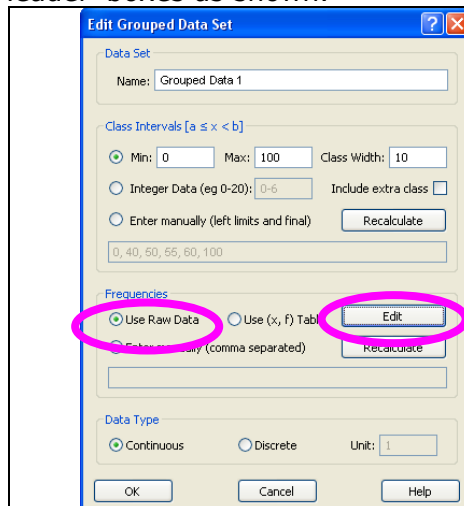 leader" boxes as shown.
Edit Grouped Data Set
Data Set
Name: Grouped Data 1
Class Intervals [a ≤ x < b]
Min: 0 Max: 100 Class Width: 10
Integer Data (eg 0-20): 0-6 Include extra class
Enter manually (left limits and final) Recalculate
0, 40, 50, 55, 60, 100
Frequencies
Use Raw Data Use (x, f) Tabl Edit
Enter manually (comma separated) Recalculate
Data Type
Continuous Discrete Unit: 1
OK Cancel Help